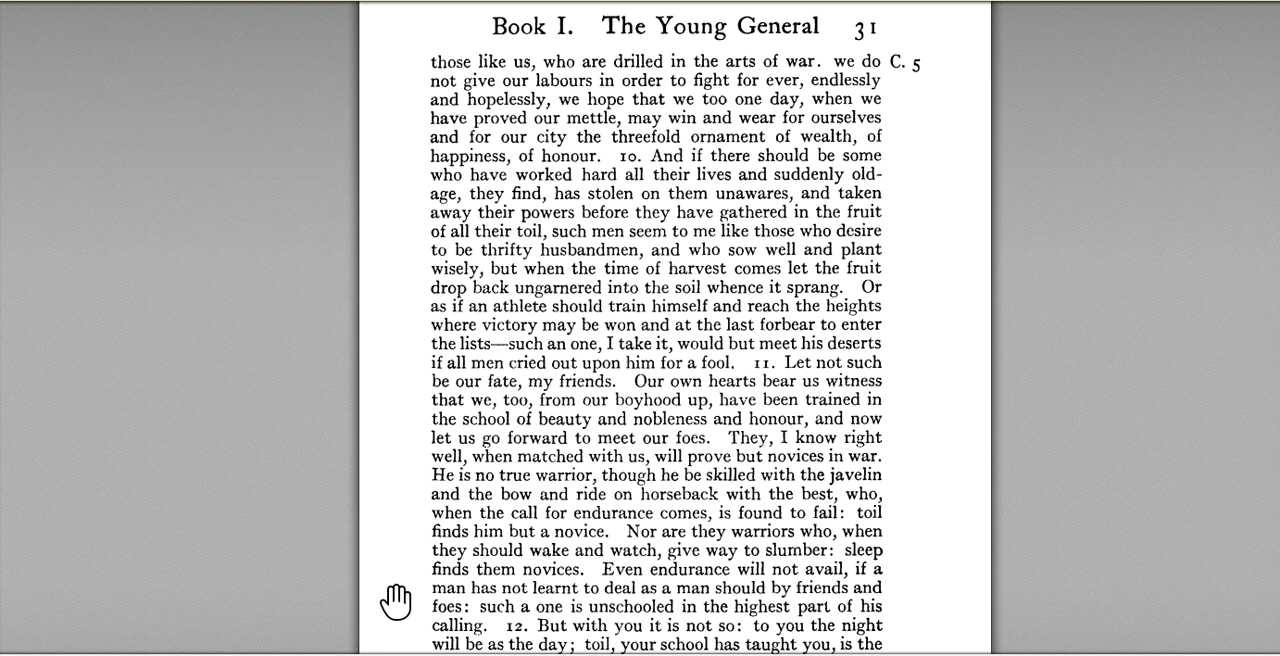 Book I. The Young General 31
those like us, who are drilled in the arts of war. we do C. 5
not give our labours in order to fight for ever, endlessly
and hopelessly, we hope that we too one day, when we
have proved our mettle, may win and wear for ourselves
and for our city the threefold ornament of wealth, of
happiness, of honour. 10. And if there should be some
who have worked hard all their lives and suddenly old-
age, they find, has stolen on them unawares, and taken
away their powers before they have gathered in the fruit
of all their toil, such men seem to me like those who desire
to be thrifty husbandmen, and who sow well and plant
wisely, but when the time of harvest comes let the fruit
drop back ungarnered into the soil whence it sprang. Or
as if an athlete should train himself and reach the heights
where victory may be won and at the last forbear to enter
the lists—such an one, I take it, would but meet his deserts
if all men cried out upon him for a fool. 11. Let not such
be our fate, my friends. Our own hearts bear us witness
that we, too, from our boyhood up, have been trained in
the school of beauty and nobleness and honour, and now
let us go forward to meet our foes. They, I know right
well, when matched with us, will prove but novices in war.
He is no true warrior, though he be skilled with the javelin
and the bow and ride on horseback with the best, who,
when the call for endurance comes, is found to fail: toil
finds him but a novice. Nor are they warriors who, when
they should wake and watch, give way to slumber: sleep
finds them novices. Even endurance will not avail, if a
man has not learnt to deal as a man should by friends and
foes: such a one is unschooled in the highest part of his
calling. 12. But with you it is not so: to you the night
will be as the day; toil, your school has taught you, is the